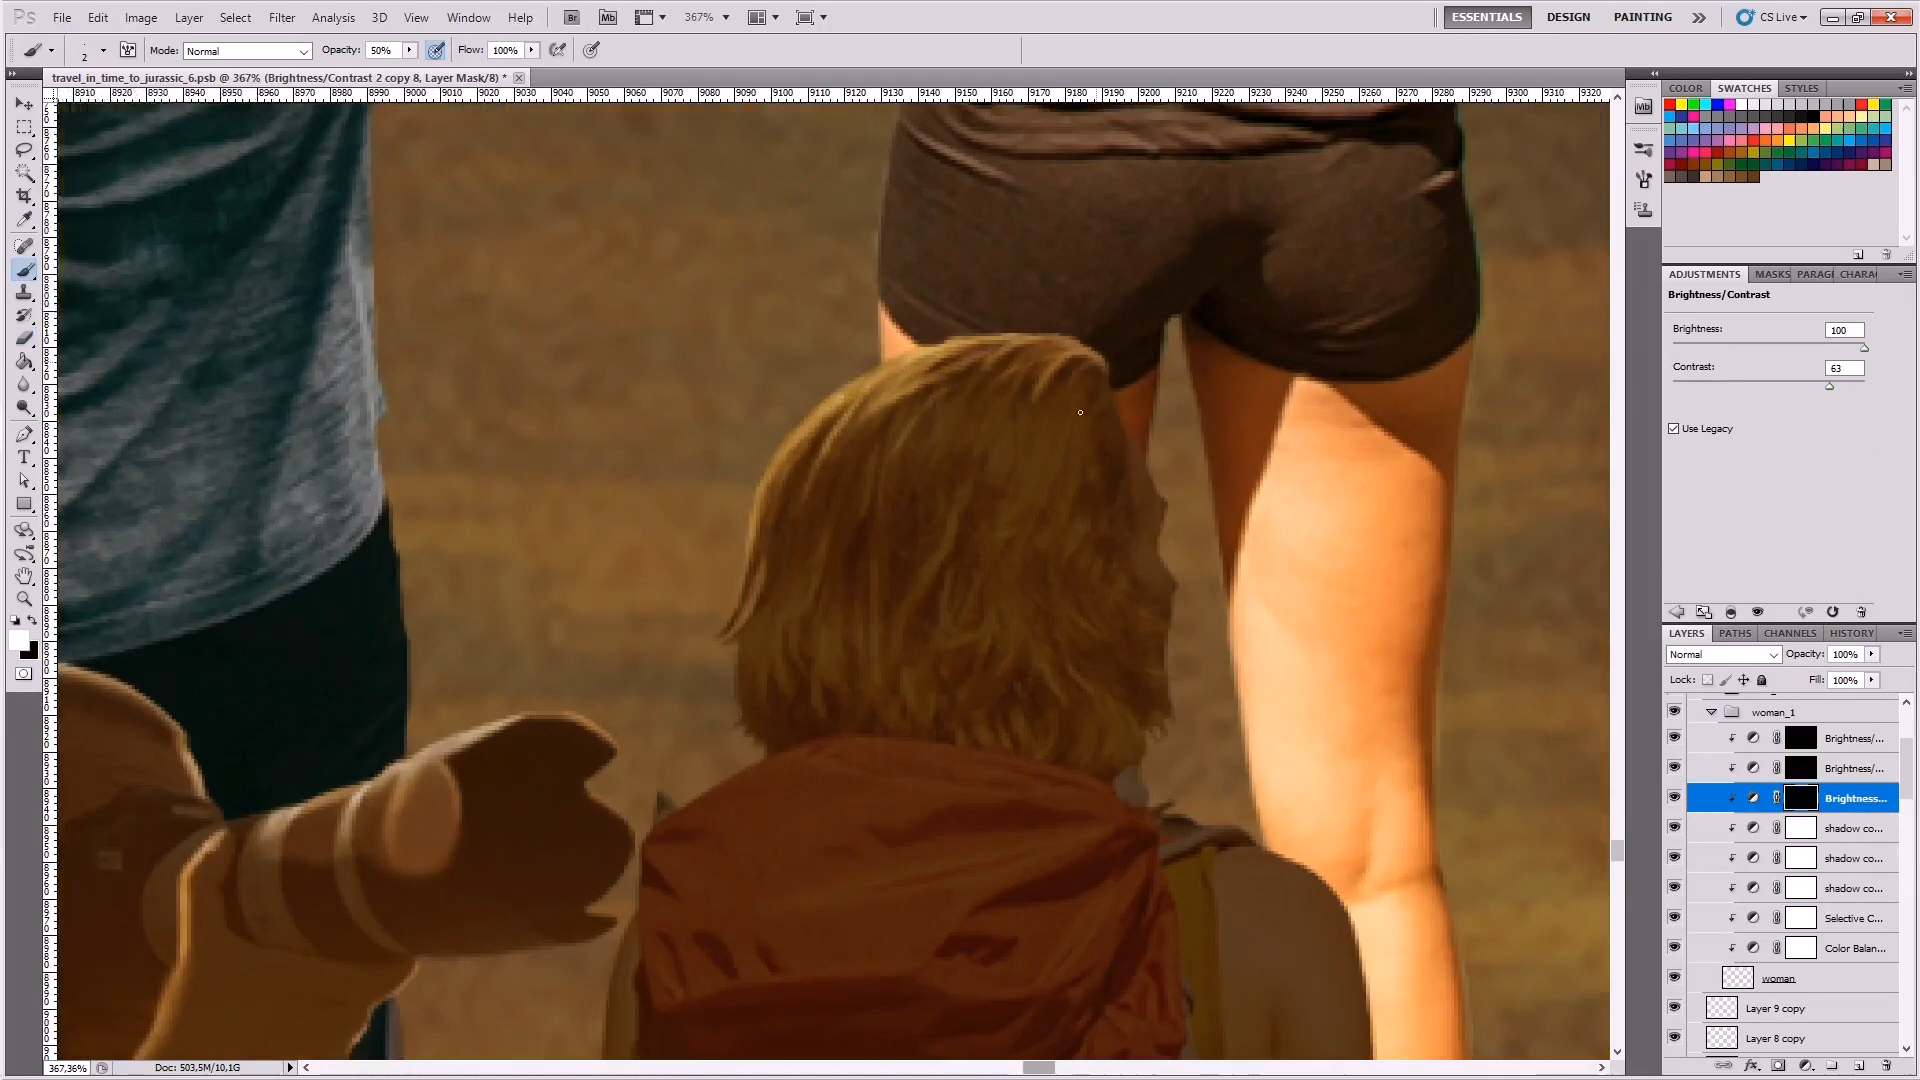 Ps File Edit Image Layer Select Filter Analysis 3D View Window Help Br Mb 367% ESSENTIALS DESIGN PAINTING CS Live
2 Mode: Normal Opacity: 50% Flow: 100%
travel_in_time_to_jurassic_6.psb @ 367% (Brightness/Contrast 2 copy 8, Layer Mask/8) *
8910 8920 8930 8940 8950 8960 8970 8980 8990 9000 9010 9020 9030 9040 9050 9060 9070 9080 9090 9100 9110 9120 9130 9140 9150 9160 9170 9180 9190 9200 9210 9220 9230 9240 9250 9260 9270 9280 9290 9300 9310 9320
Mb
COLOR SWATCHES STYLES
ADJUSTMENTS MASKS PARAGI CHARA
Brightness/Contrast
Brightness: 100
Contrast: 63
Use Legacy
LAYERS PATHS CHANNELS HISTORY
Normal Opacity: 100%
Lock: Fill: 100%
woman_1
Brightness/...
Brightness/...
Brightness...
shadow co...
shadow co...
shadow co...
Selective C...
Color Balan...
woman
Layer 9 copy
Layer 8 copy
367,36% Doc: 503,5M/10,1G